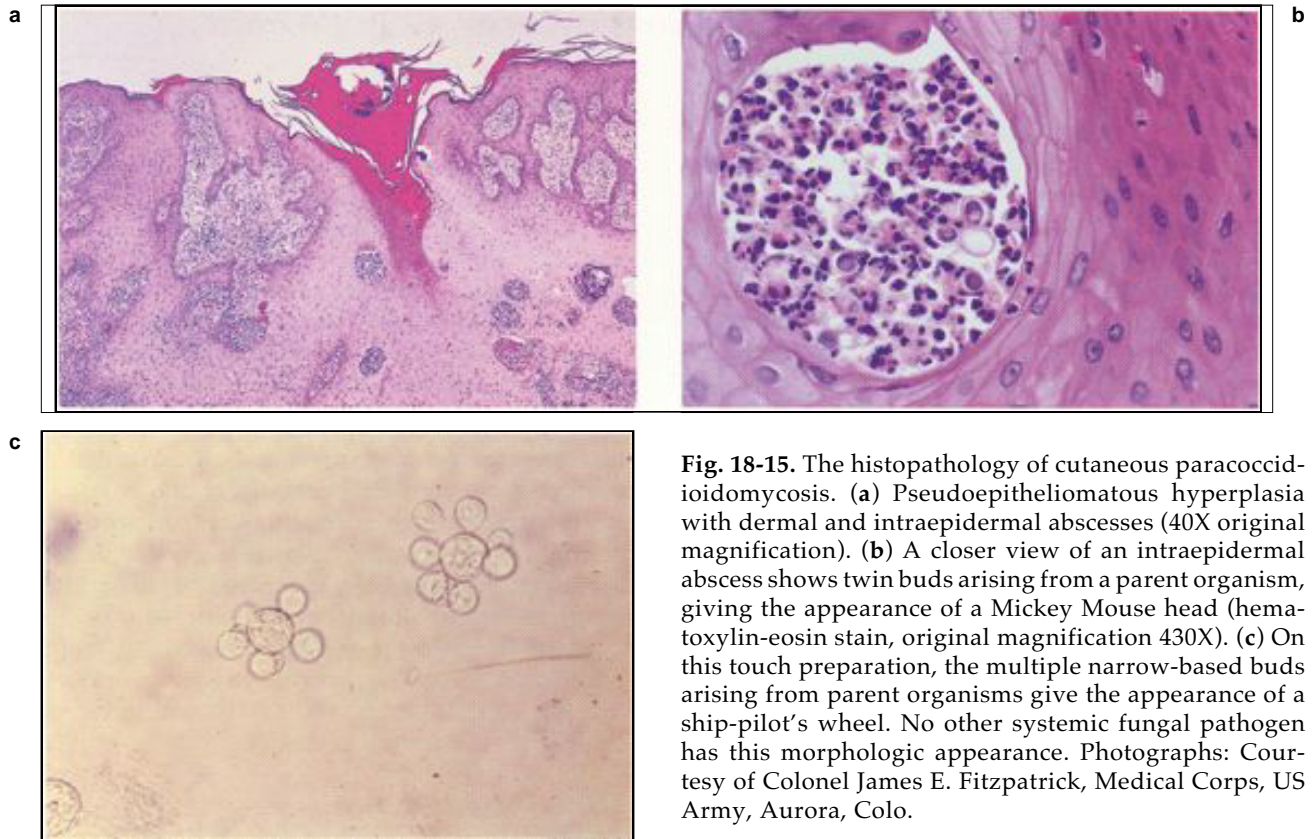 a
b
c
Fig. 18-15. The histopathology of cutaneous paracoccid-
ioidomycosis. (a) Pseudoepitheliomatous hyperplasia
with dermal and intraepidermal abscesses (40X original
magnification). (b) A closer view of an intraepidermal
abscess shows twin buds arising from a parent organism,
giving the appearance of a Mickey Mouse head (hema-
toxylin-eosin stain, original magnification 430X). (c) On
this touch preparation, the multiple narrow-based buds
arising from parent organisms give the appearance of a
ship-pilot's wheel. No other systemic fungal pathogen
has this morphologic appearance. Photographs: Cour-
tesy of Colonel James E. Fitzpatrick, Medical Corps, US
Army, Aurora, Colo.